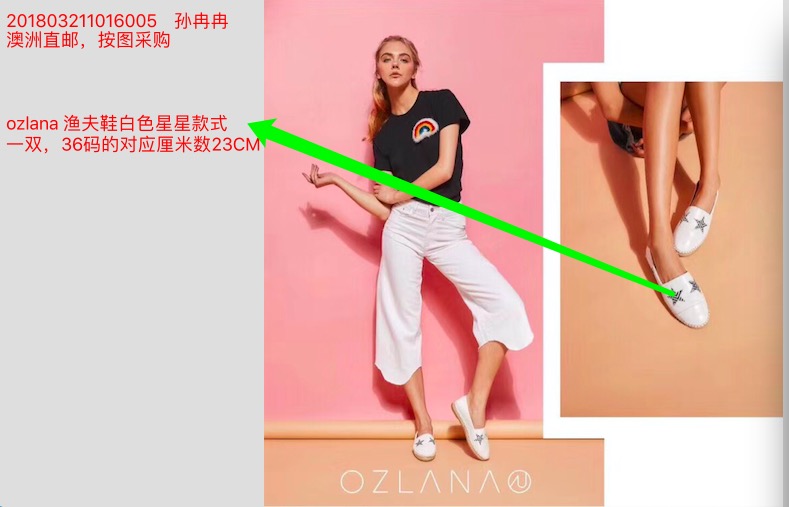 201803211016005 孙冉冉
澳洲直邮，按图采购
ozlana 渔夫鞋白色星星款式
一双，36码的对应厘米数23CM
OZLANA